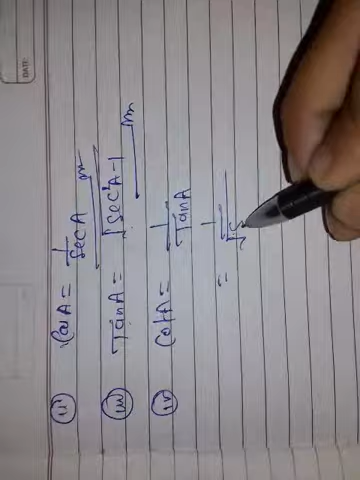 DATE:
(ii) Cos A = 1/Sec A
(iii) Tan A = √Sec²A-1
(iv) Cot A = 1/Tan A
= 1/√S